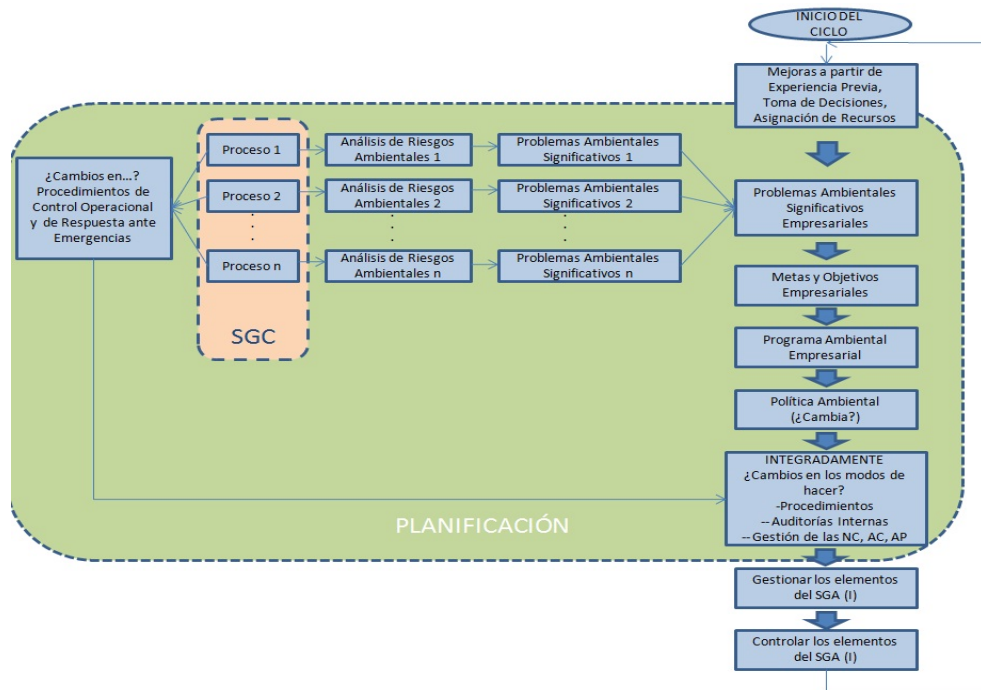 INICIO DEL
CICLO
Mejoras a partir de
Experiencia Previa,
Toma de Decisiones,
Asignación de Recursos
¿Cambios en...?
Procedimientos de
Control Operacional
y de Respuesta ante
Emergencias
Proceso 1
Análisis de Riesgos
Ambientales 1
Problemas Ambientales
Significativos 1
Proceso 2
Análisis de Riesgos
Ambientales 2
Problemas Ambientales
Significativos 2
Proceso n
Análisis de Riesgos
Ambientales n
Problemas Ambientales
Significativos n
SGC
Problemas Ambientales
Significativos
Empresariales
Metas y Objetivos
Empresariales
Programa Ambiental
Empresarial
Política Ambiental
(¿Cambia?)
INTEGRADAMENTE
¿Cambios en los modos de
hacer?
-Procedimientos
--Auditorías Internas
--Gestión de las NC, AC, AP
PLANIFICACIÓN
Gestionar los elementos
del SGA (I)
Controlar los elementos
del SGA (I)